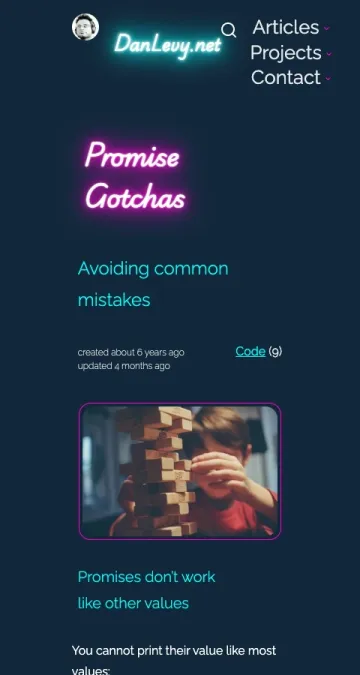 DanLevy.net
Articles
Projects
Contact
Promise
Gotchas
Avoiding common
mistakes
created about 6 years ago
updated 4 months ago
Code (9)
Promises don't work
like other values
You cannot print their value like most
values: